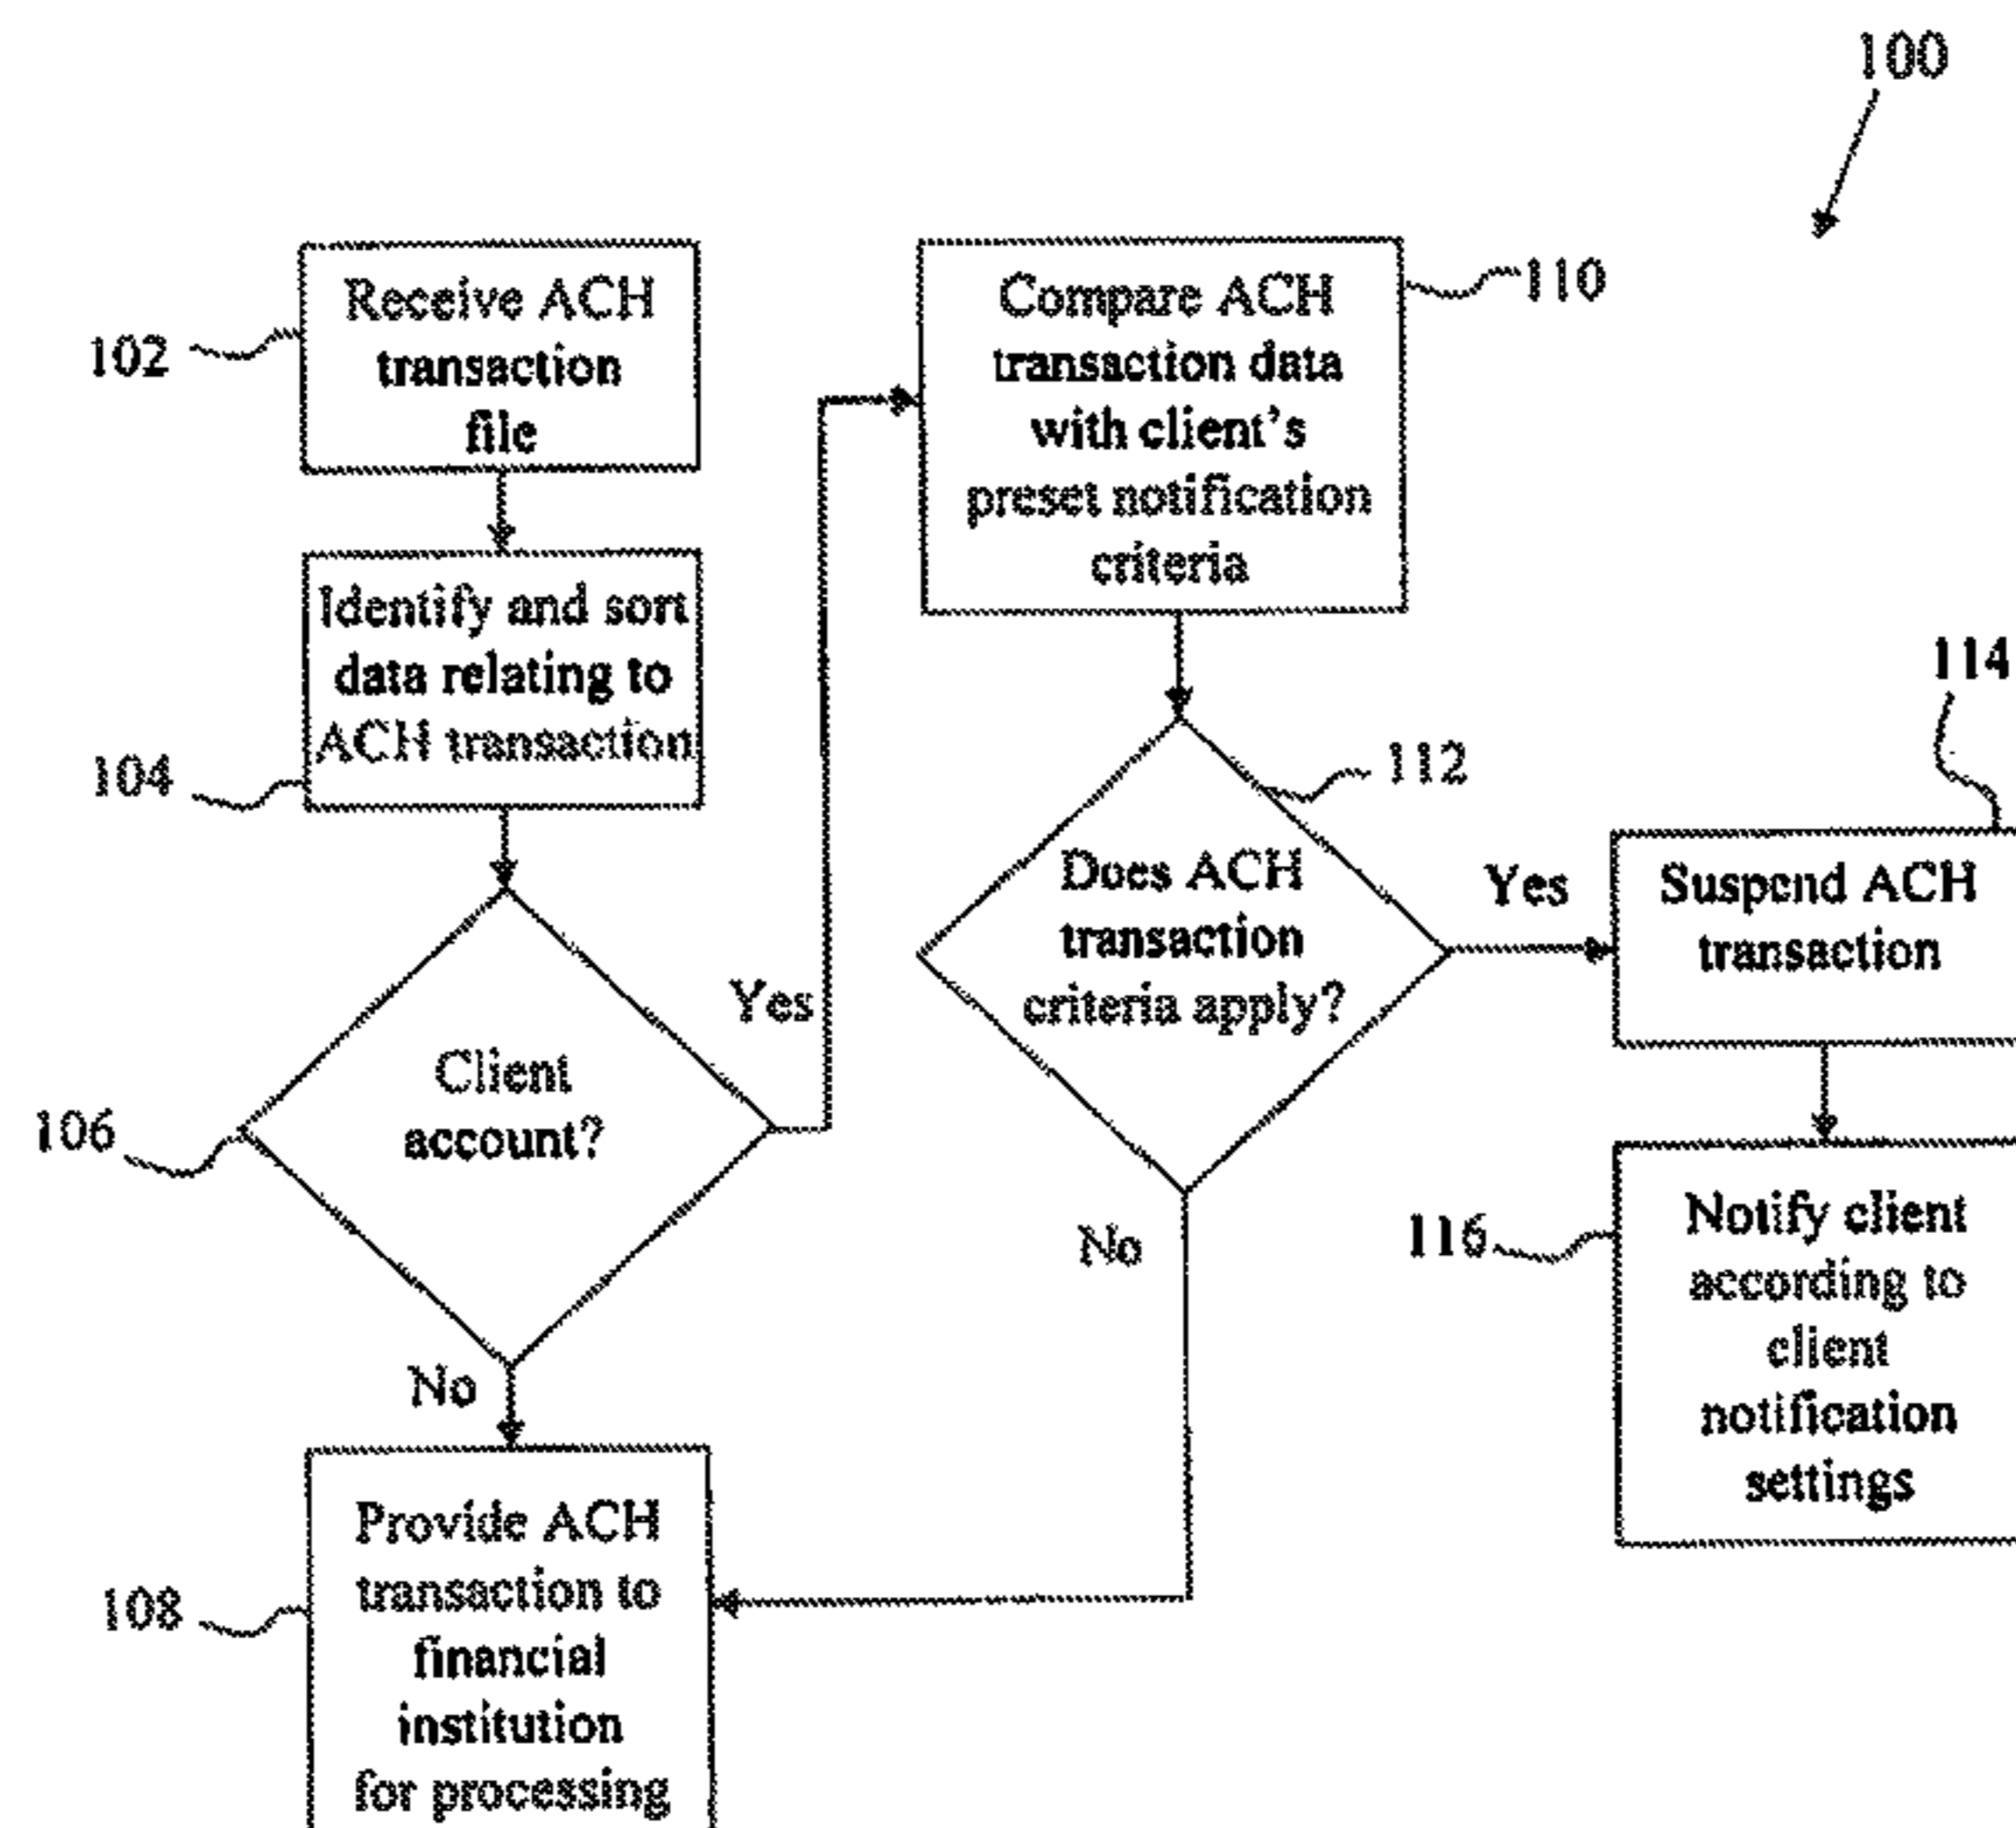 100
102
Receive ACH
transaction
file
104
Identify and sort
data relating to
ACH transaction
106
Client
account?
Yes
No
108
Provide ACH
transaction to
financial
institution
for processing
110
Compare ACH
transaction data
with client's
preset notification
criteria
112
Does ACH
transaction
criteria apply?
Yes
No
114
Suspend ACH
transaction
116
Notify client
according to
client
notification
settings